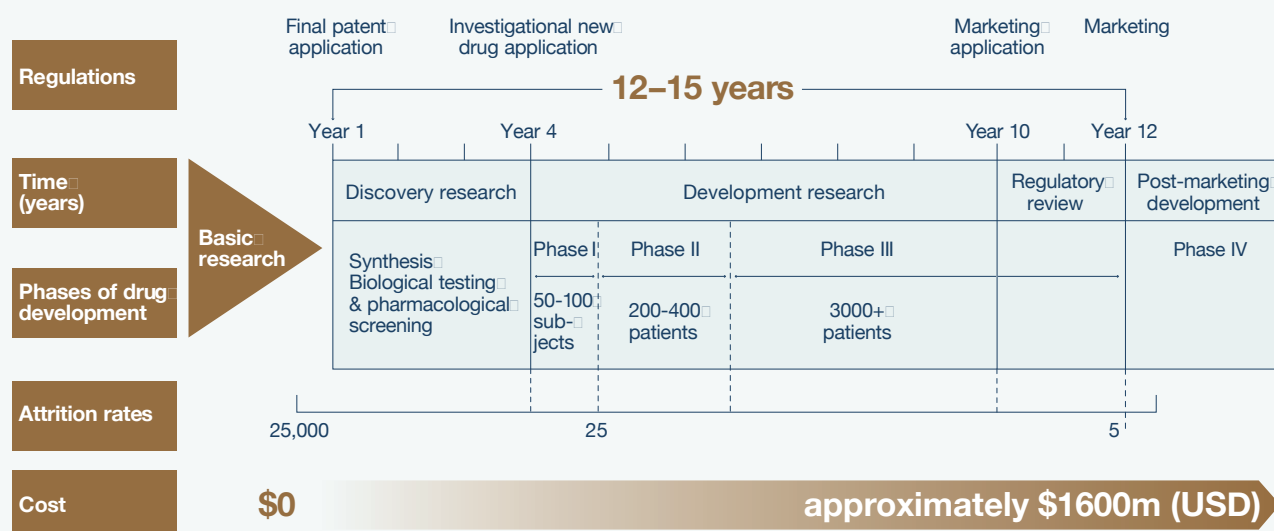 Final patent
application
Investigational new
drug application
Marketing
application
Marketing
Regulations
12–15 years
Year 1
Year 4
Year 10
Year 12
Time
(years)
Discovery research
Development research
Regulatory
review
Post-marketing
development
Basic
research
Phases of drug
development
Synthesis
Biological testing
& pharmacological
screening
Phase I
50-100
sub-
jects
Phase II
200-400
patients
Phase III
3000+
patients
Phase IV
Attrition rates
25,000
25
5
Cost
$0
approximately $1600m (USD)